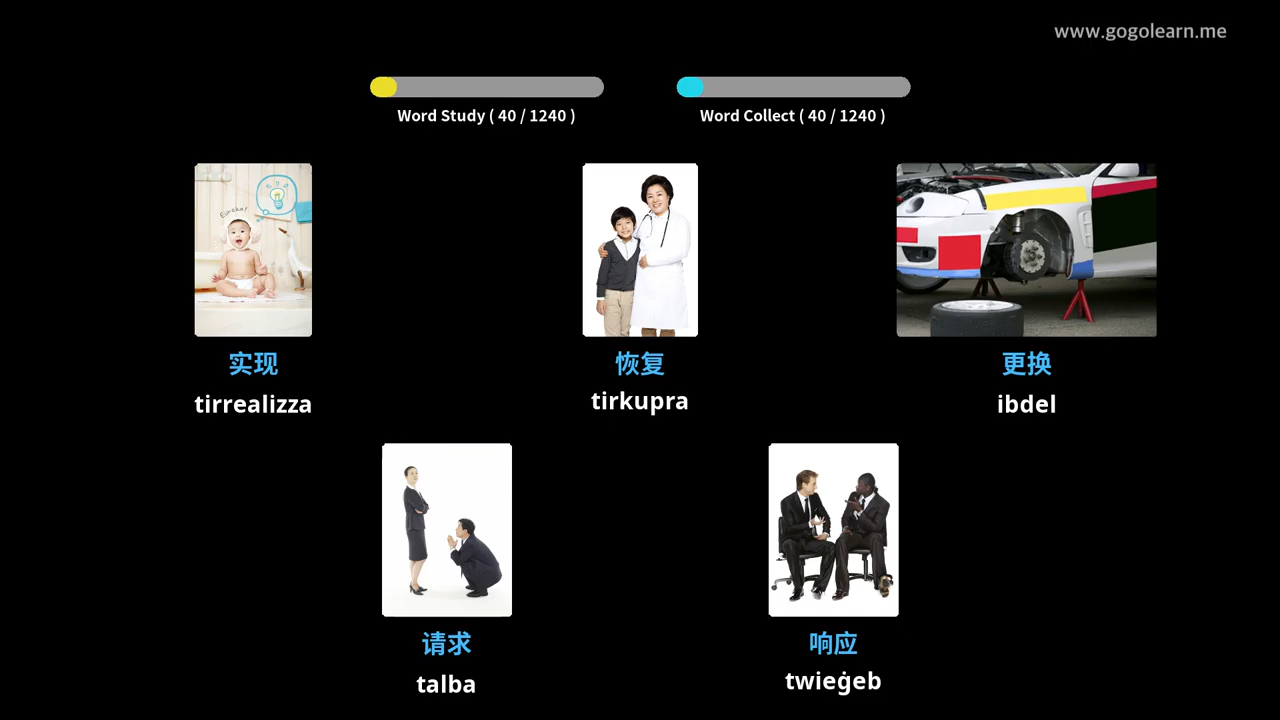 www.gogolearn.me
Word Study ( 40 / 1240 )
Word Collect ( 40 / 1240 )
Eureka!
实现
tirrealizza
恢复
tirkupra
更换
ibdel
请求
talba
响应
twieġeb